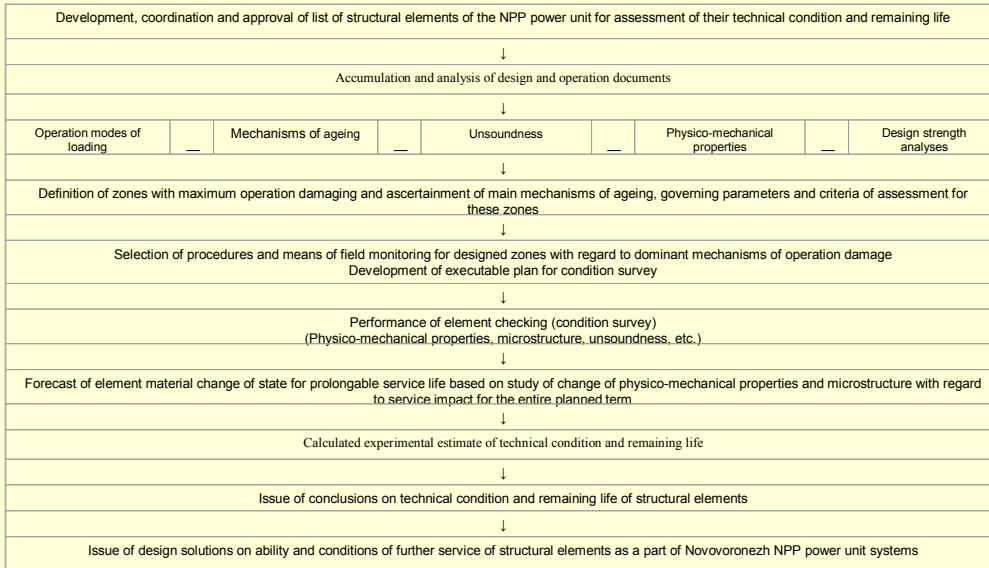 Development, coordination and approval of list of structural elements of the NPP power unit for assessment of their technical condition and remaining life
↓
Accumulation and analysis of design and operation documents
↓
Operation modes of loading — Mechanisms of ageing — Unsoundness — Physico-mechanical properties — Design strength analyses
↓
Definition of zones with maximum operation damaging and ascertainment of main mechanisms of ageing, governing parameters and criteria of assessment for
these zones
↓
Selection of procedures and means of field monitoring for designed zones with regard to dominant mechanisms of operation damage
Development of executable plan for condition survey
↓
Performance of element checking (condition survey)
(Physico-mechanical properties, microstructure, unsoundness, etc.)
↓
Forecast of element material change of state for prolongable service life based on study of change of physico-mechanical properties and microstructure with regard
to service impact for the entire planned term
↓
Calculated experimental estimate of technical condition and remaining life
↓
Issue of conclusions on technical condition and remaining life of structural elements
↓
Issue of design solutions on ability and conditions of further service of structural elements as a part of Novovoronezh NPP power unit systems